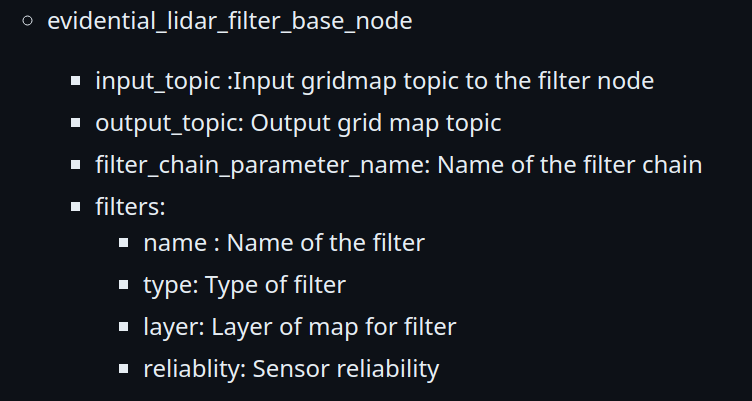 evidential_lidar_filter_base_node
input_topic :Input gridmap topic to the filter node
output_topic: Output grid map topic
filter_chain_parameter_name: Name of the filter chain
filters:
name : Name of the filter
type: Type of filter
layer: Layer of map for filter
reliablity: Sensor reliability